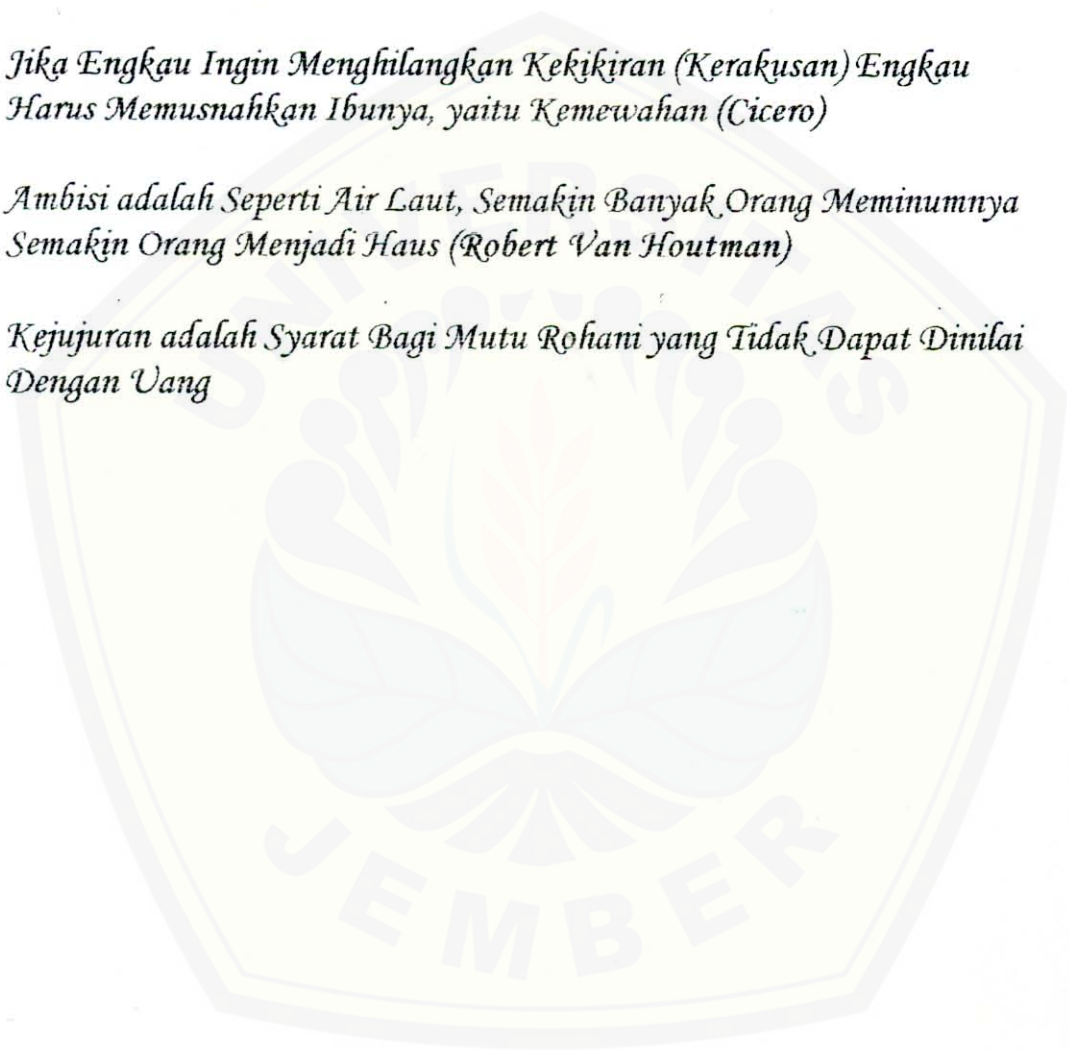 Jika Engkau Ingin Menghilangkan Kekikiran (Kerakusan) Engkau
Harus Memusnahkan Ibunya, yaitu Kemewahan (Cicero)
Ambisi adalah Seperti Air Laut, Semakin Banyak Orang Meminumnya
Semakin Orang Menjadi Haus (Robert Van Houtman)
Kejujuran adalah Syarat Bagi Mutu Rohani yang Tidak Dapat Dinilai
Dengan Uang
UNIVERSITAS
JEMBER